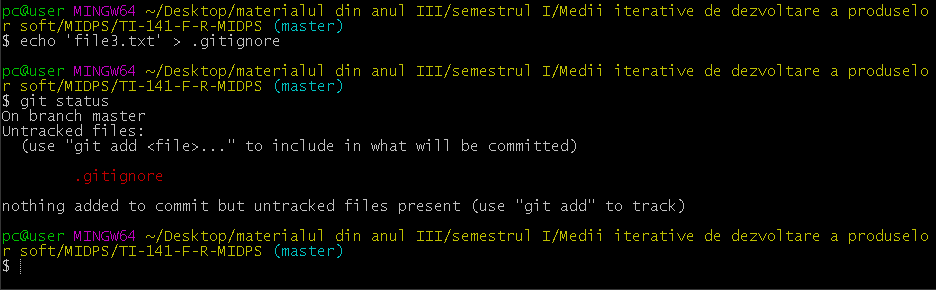 pc@user MINGW64 ~/Desktop/materialul din anul III/semestrul I/Medii iterative de dezvoltare a produselo
r soft/MIDPS/TI-141-F-R-MIDPS (master)
$ echo 'file3.txt' > .gitignore
pc@user MINGW64 ~/Desktop/materialul din anul III/semestrul I/Medii iterative de dezvoltare a produselo
r soft/MIDPS/TI-141-F-R-MIDPS (master)
$ git status
On branch master
Untracked files:
  (use "git add <file>..." to include in what will be committed)
        .gitignore
nothing added to commit but untracked files present (use "git add" to track)
pc@user MINGW64 ~/Desktop/materialul din anul III/semestrul I/Medii iterative de dezvoltare a produselo
r soft/MIDPS/TI-141-F-R-MIDPS (master)
$